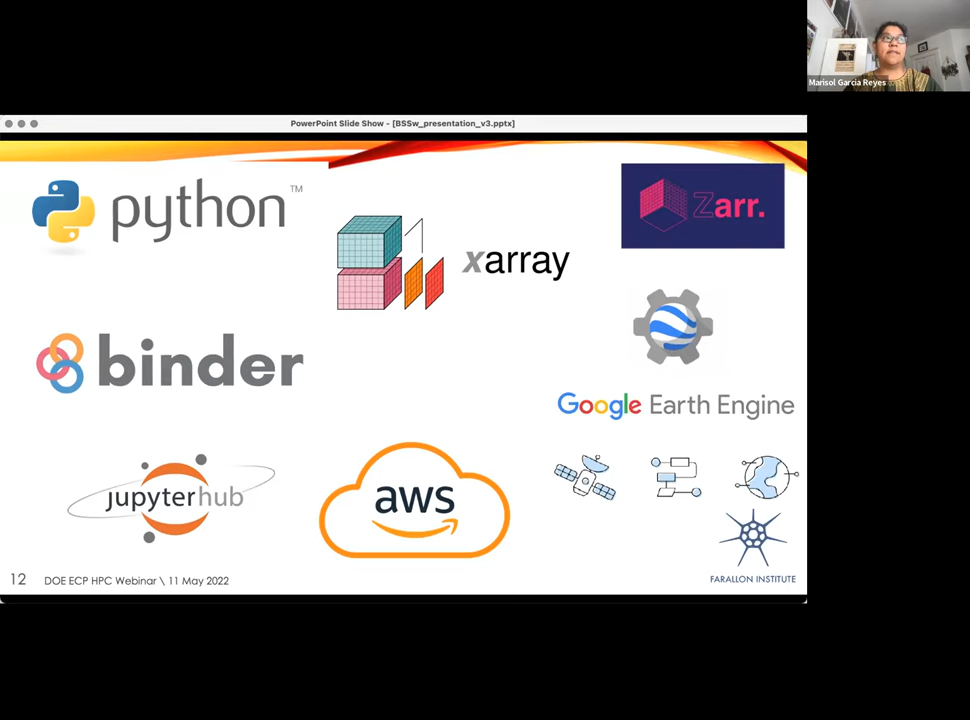 Marisol Garcia Reyes
PowerPoint Slide Show - [BSSw_presentation_v3.pptx]
python™
Zarr.
xarray
binder
Google Earth Engine
jupyterhub
aws
FARALLON INSTITUTE
12 DOE ECP HPC Webinar \ 11 May 2022